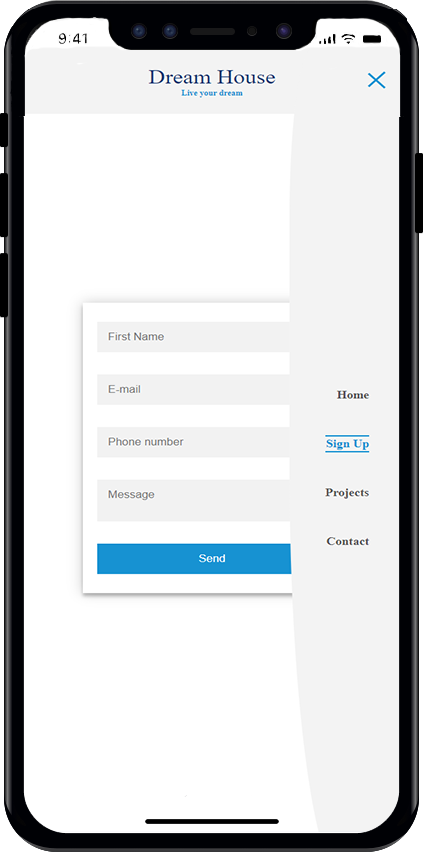 9:41
Dream House
Live your dream
First Name
E-mail
Phone number
Message
Send
Home
Sign Up
Projects
Contact